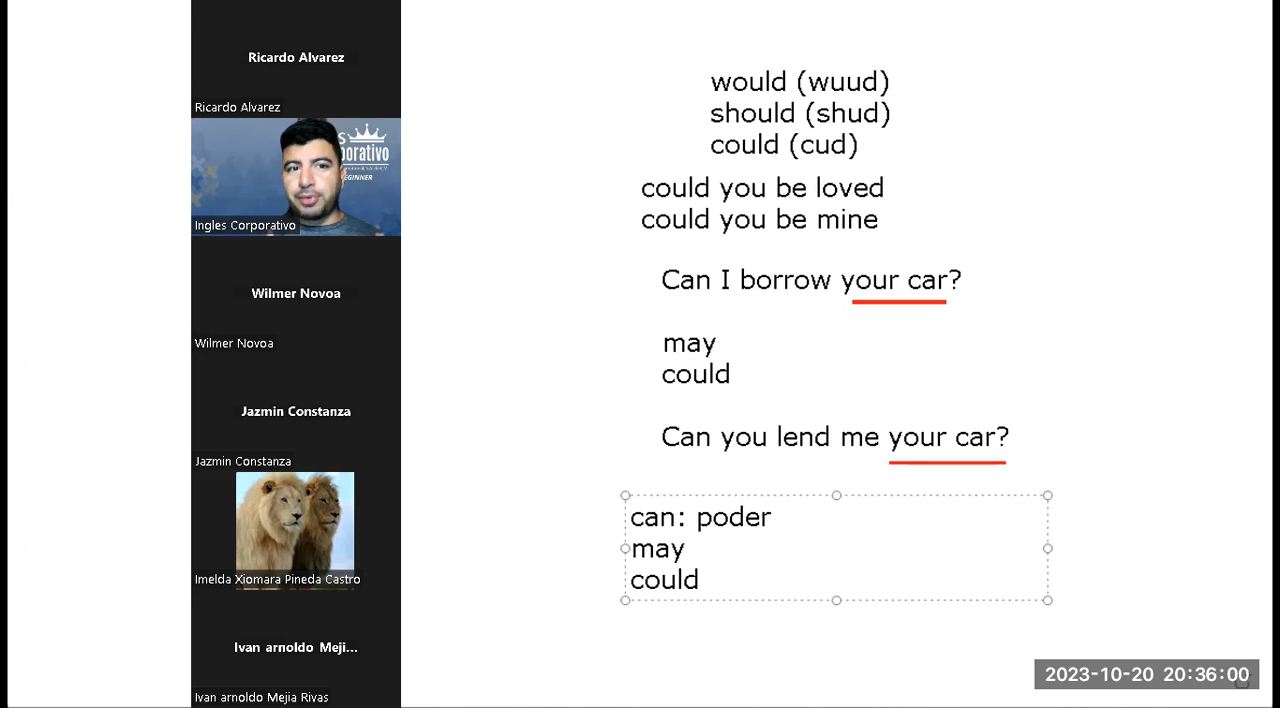 Ricardo Alvarez
Ricardo Alvarez
S
porativo
EGINNER
Ingles Corporativo
Wilmer Novoa
Wilmer Novoa
Jazmin Constanza
Jazmin Constanza
Imelda Xiomara Pineda Castro
Ivan arnoldo Meji...
Ivan arnoldo Mejia Rivas
would (wuud)
should (shud)
could (cud)
could you be loved
could you be mine
Can I borrow your car?
may
could
Can you lend me your car?
can: poder
may
could
2023-10-20 20:36:00